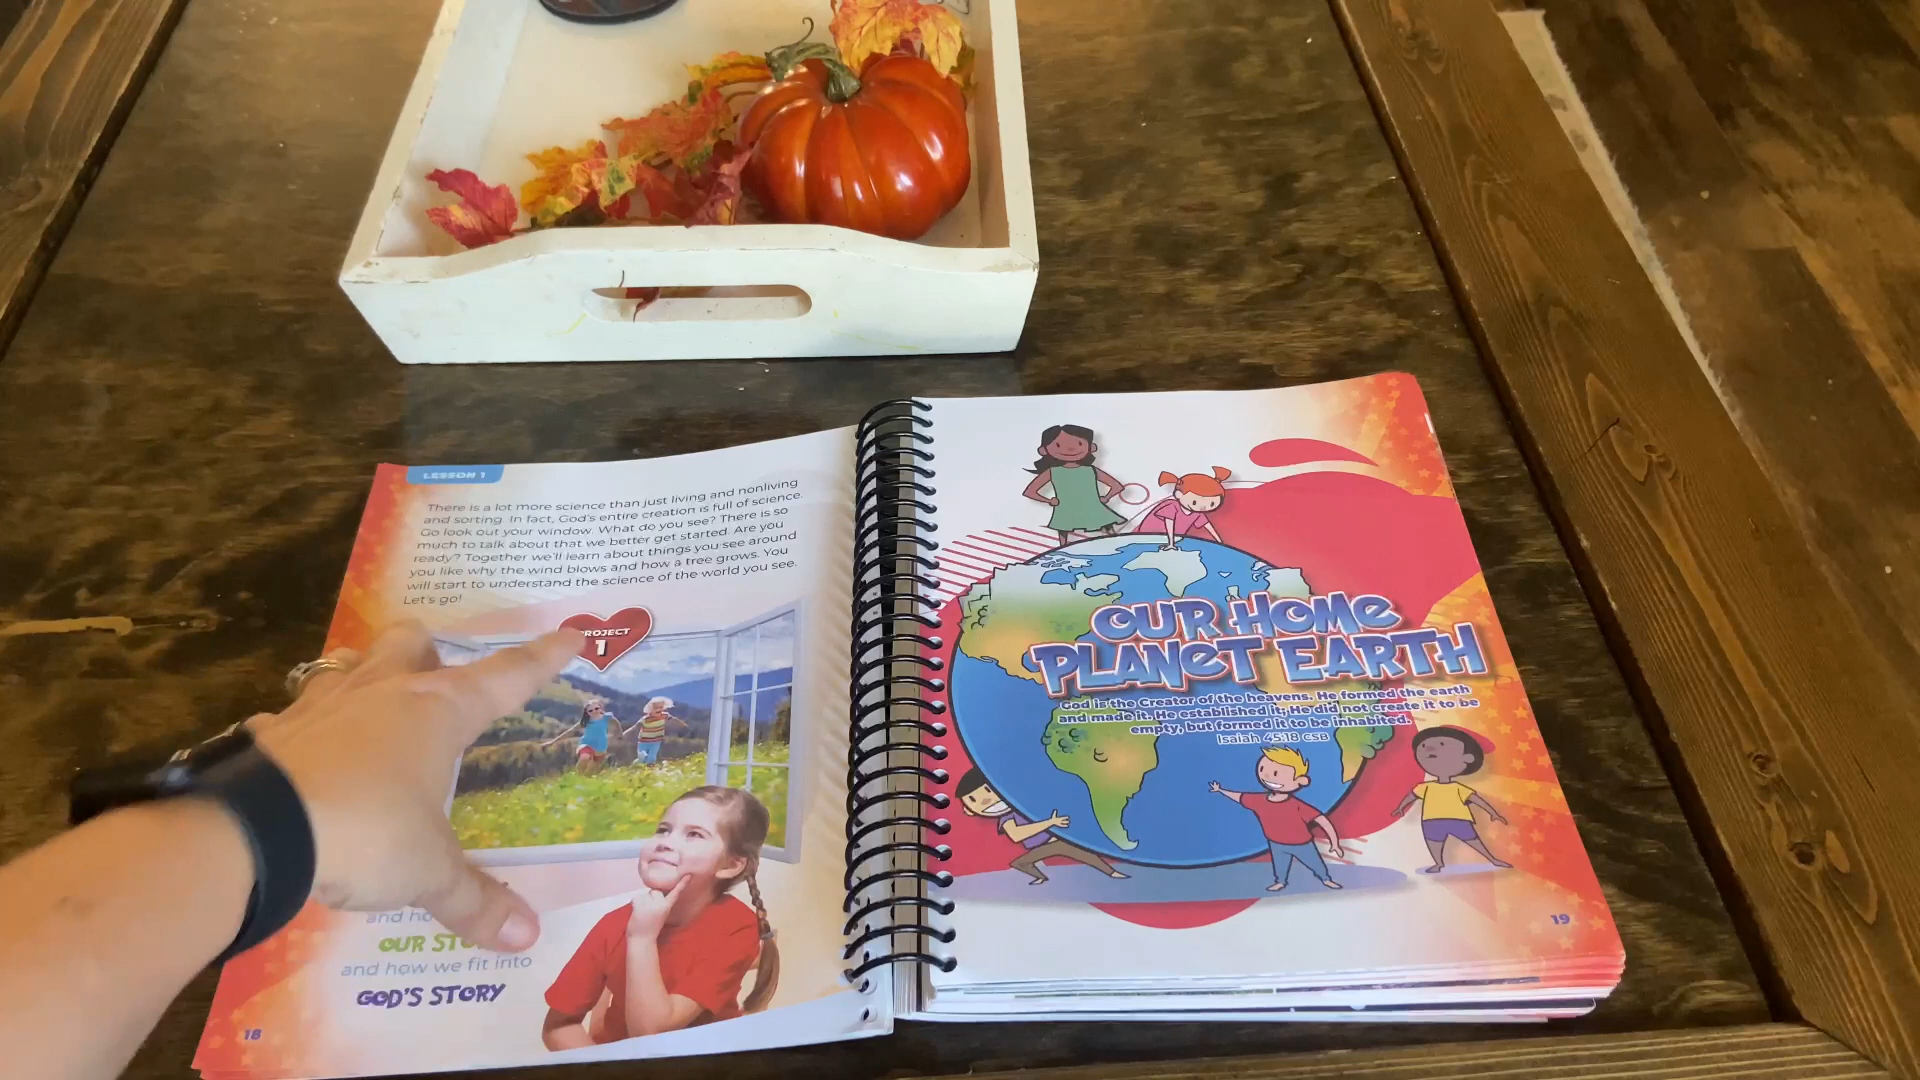 LESSON 1
There is a lot more science than just living and nonliving
and sorting. In fact, God's entire creation is full of science.
Go look out your window. What do you see? There is so
much to talk about that we better get started. Are you
ready? Together we'll learn about things you see around
you like why the wind blows and how a tree grows. You
will start to understand the science of the world you see.
Let's go!
PROJECT
1
and
OUR
and how we fit into
GOD'S STORY
18
OUR HOME
PLANET EARTH
God is the Creator of the heavens. He formed the earth
and made it. He established it; He did not create it to be
empty, but formed it to be inhabited.
Isaiah 45:18 CSB
19